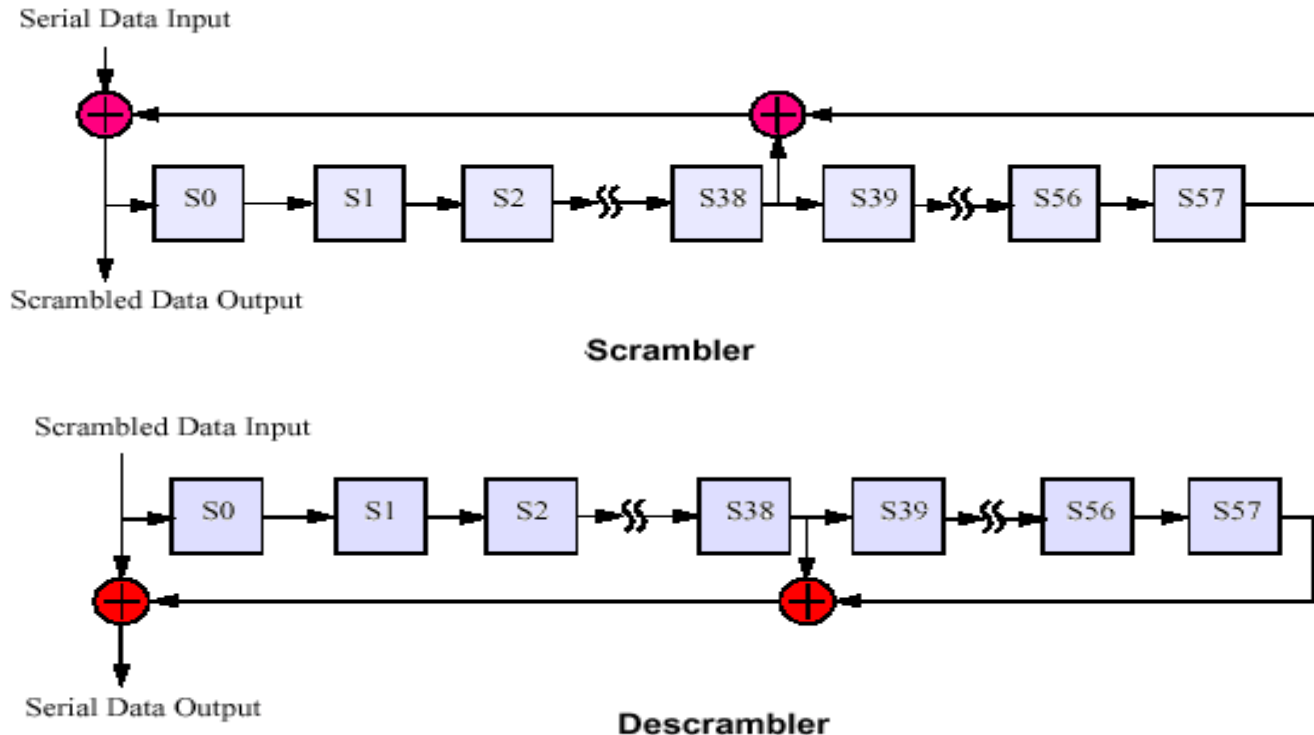 Serial Data Input
S0 S1 S2 S38 S39 S56 S57
Scrambled Data Output
Scrambler
Scrambled Data Input
S0 S1 S2 S38 S39 S56 S57
Serial Data Output
Descrambler